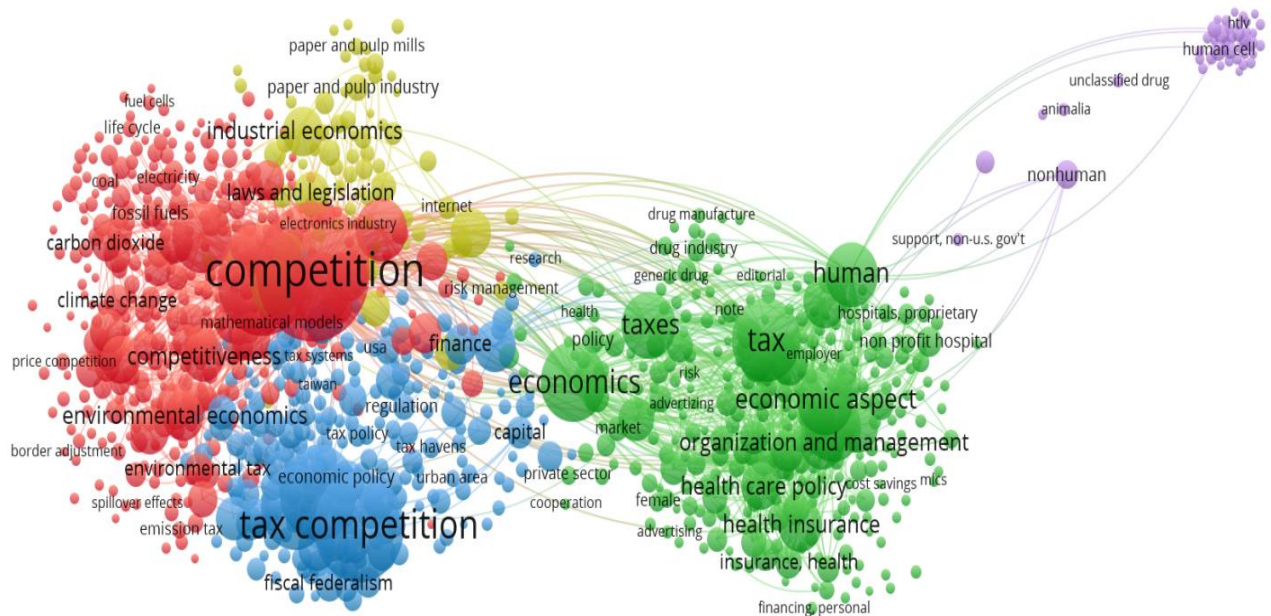 htlv
paper and pulp mills
human cell
unclassified drug
paper and pulp industry
fuel cells
animalia
life cycle
industrial economics
nonhuman
coal
electricity
laws and legislation
internet
fossil fuels
electronics industry
drug manufacture
carbon dioxide
support, non-u.s. gov't
drug industry
research
competition
generic drug
editorial
human
risk management
climate change
health
note
hospitals, proprietary
mathematical models
taxes
policy
tax
non profit hospital
finance
usa
employer
price competition
competitiveness
tax systems
risk
taiwan
economics
economic aspect
advertizing
regulation
environmental economics
market
tax policy
capital
tax havens
organization and management
border adjustment
environmental tax
economic policy
urban area
private sector
health care policy
cost savings
mics
spillover effects
cooperation
female
emission tax
tax competition
advertising
health insurance
insurance, health
fiscal federalism
financing, personal